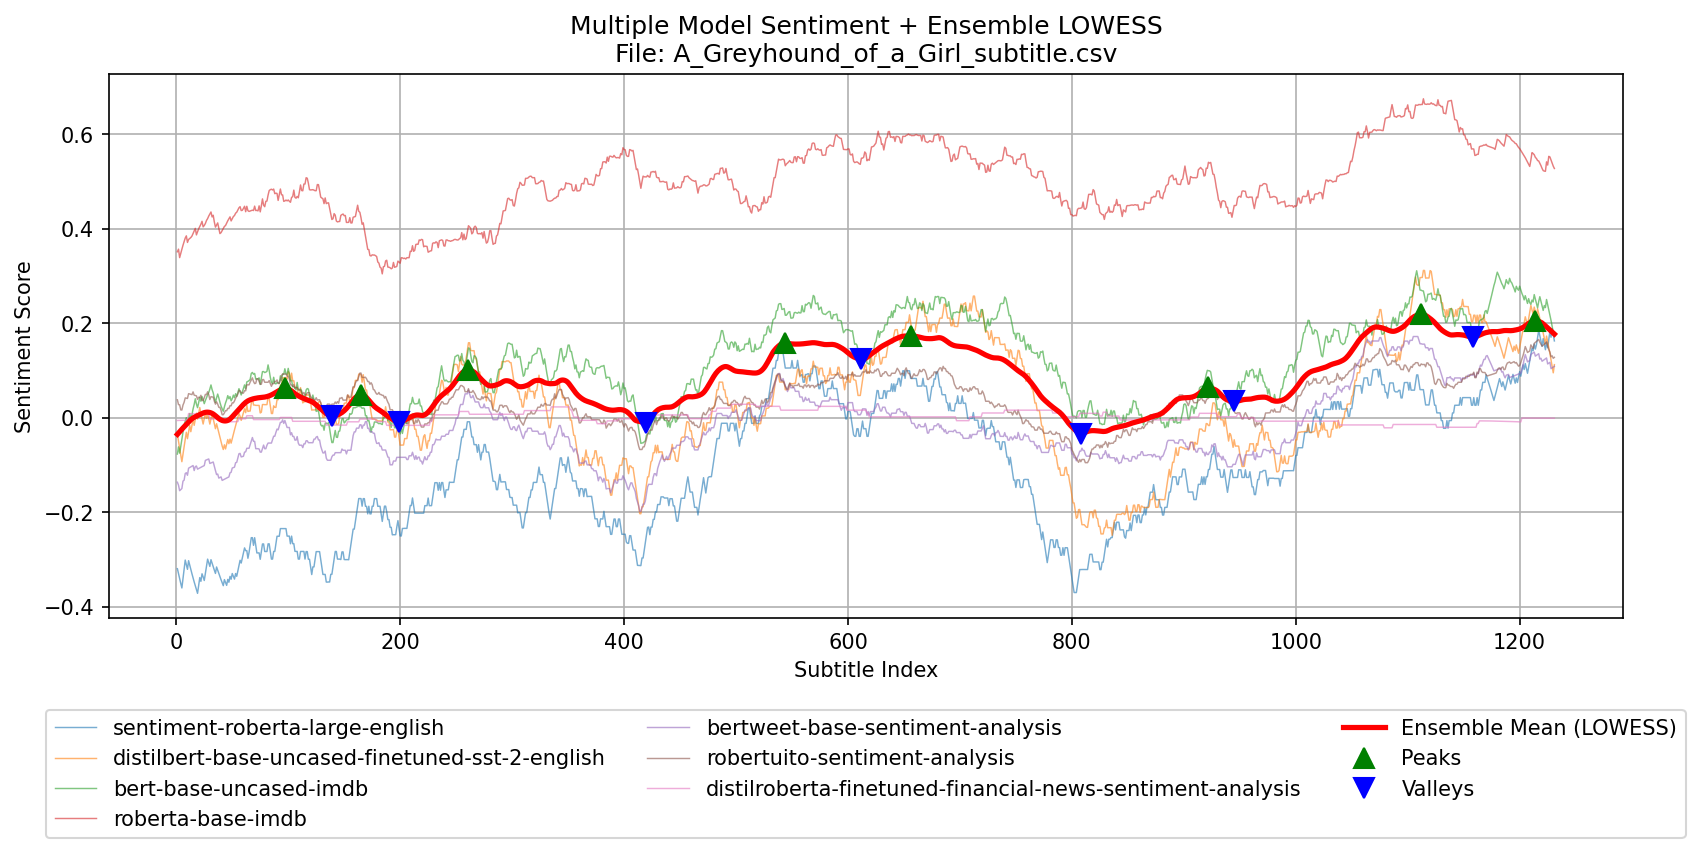 Multiple Model Sentiment + Ensemble LOWESS
File: A_Greyhound_of_a_Girl_subtitle.csv
Sentiment Score
0.6
0.4
0.2
0.0
−0.2
−0.4
0 200 400 600 800 1000 1200
Subtitle Index
sentiment-roberta-large-english
distilbert-base-uncased-finetuned-sst-2-english
bert-base-uncased-imdb
roberta-base-imdb
bertweet-base-sentiment-analysis
robertuito-sentiment-analysis
distilroberta-finetuned-financial-news-sentiment-analysis
Ensemble Mean (LOWESS)
Peaks
Valleys